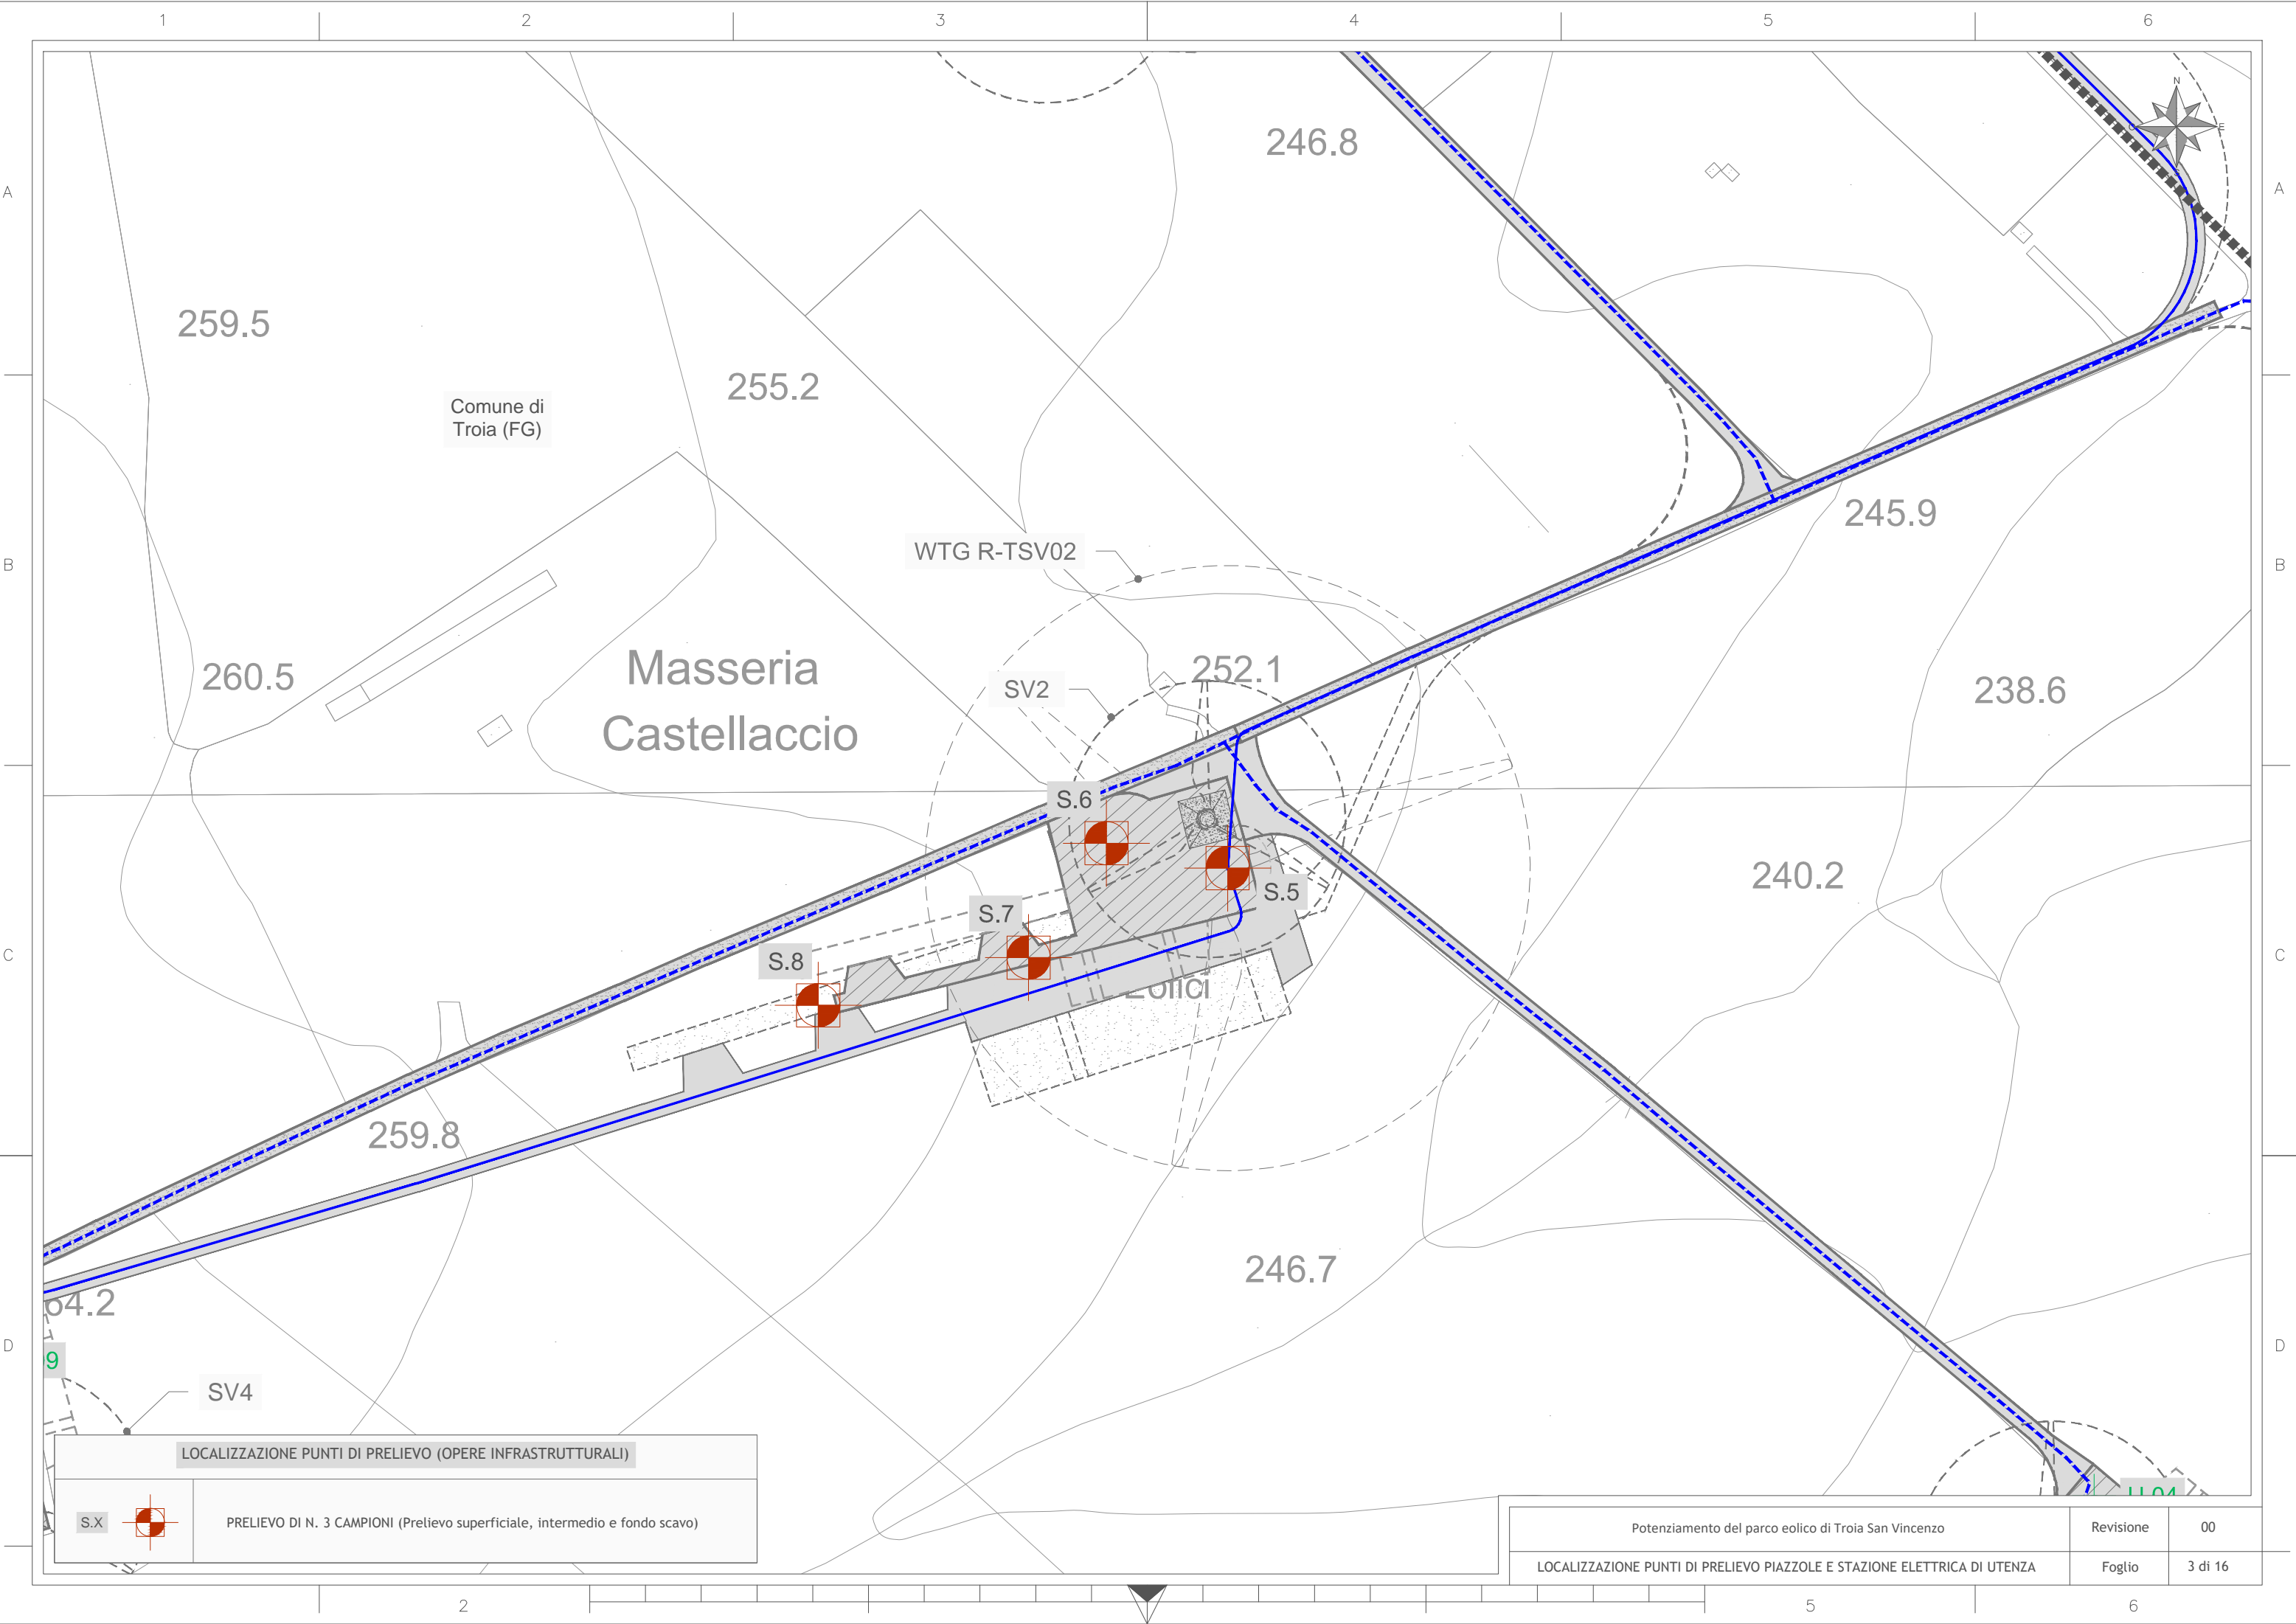 1
2
3
4
5
6
N
E
A
A
246.8
259.5
255.2
Comune di
Troia (FG)
245.9
WTG R-TSV02
B
B
260.5
Masseria
Castellaccio
252.1
SV2
238.6
S.6
240.2
S.5
S.7
S.8
C
C
Eolici
259.8
246.7
64.2
D
D
9
SV4
LOCALIZZAZIONE PUNTI DI PRELIEVO (OPERE INFRASTRUTTURALI)
S.X
PRELIEVO DI N. 3 CAMPIONI (Prelievo superficiale, intermedio e fondo scavo)
Potenziamento del parco eolico di Troia San Vincenzo
Revisione
00
LOCALIZZAZIONE PUNTI DI PRELIEVO PIAZZOLE E STAZIONE ELETTRICA DI UTENZA
Foglio
3 di 16
2
5
6